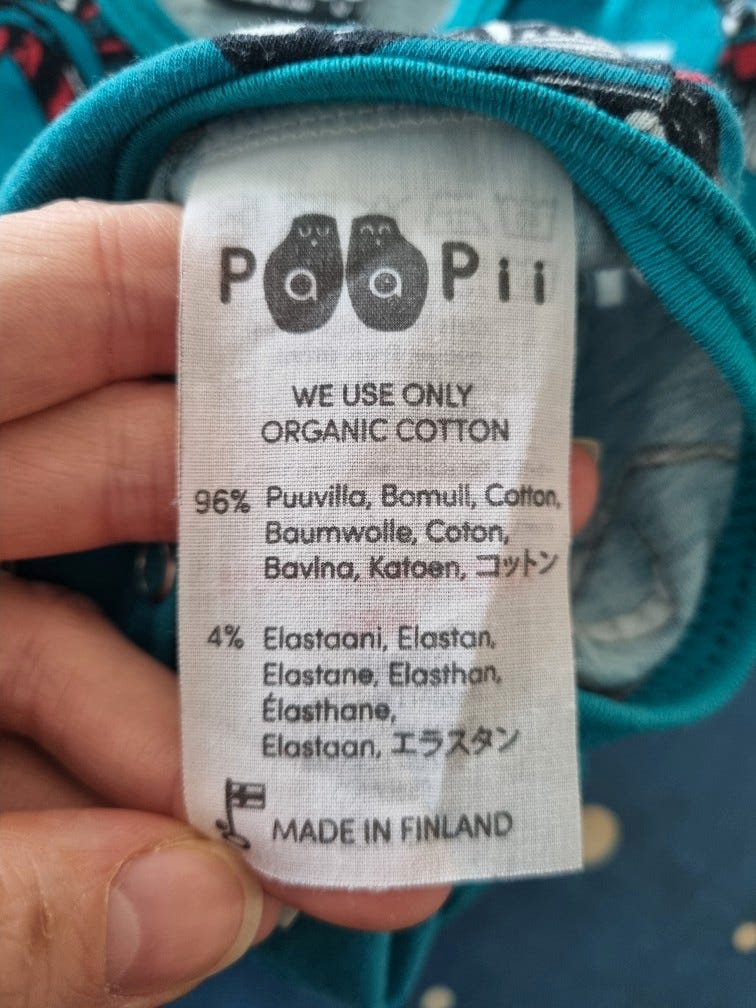 PaaPii
WE USE ONLY
ORGANIC COTTON
96% Puuvilla, Bomull, Cotton,
Baumwolle, Coton,
Bavlna, Katoen, コットン
4% Elastaani, Elastan,
Elastane, Elasthan,
Élasthane,
Elastaan, エラスタン
MADE IN FINLAND